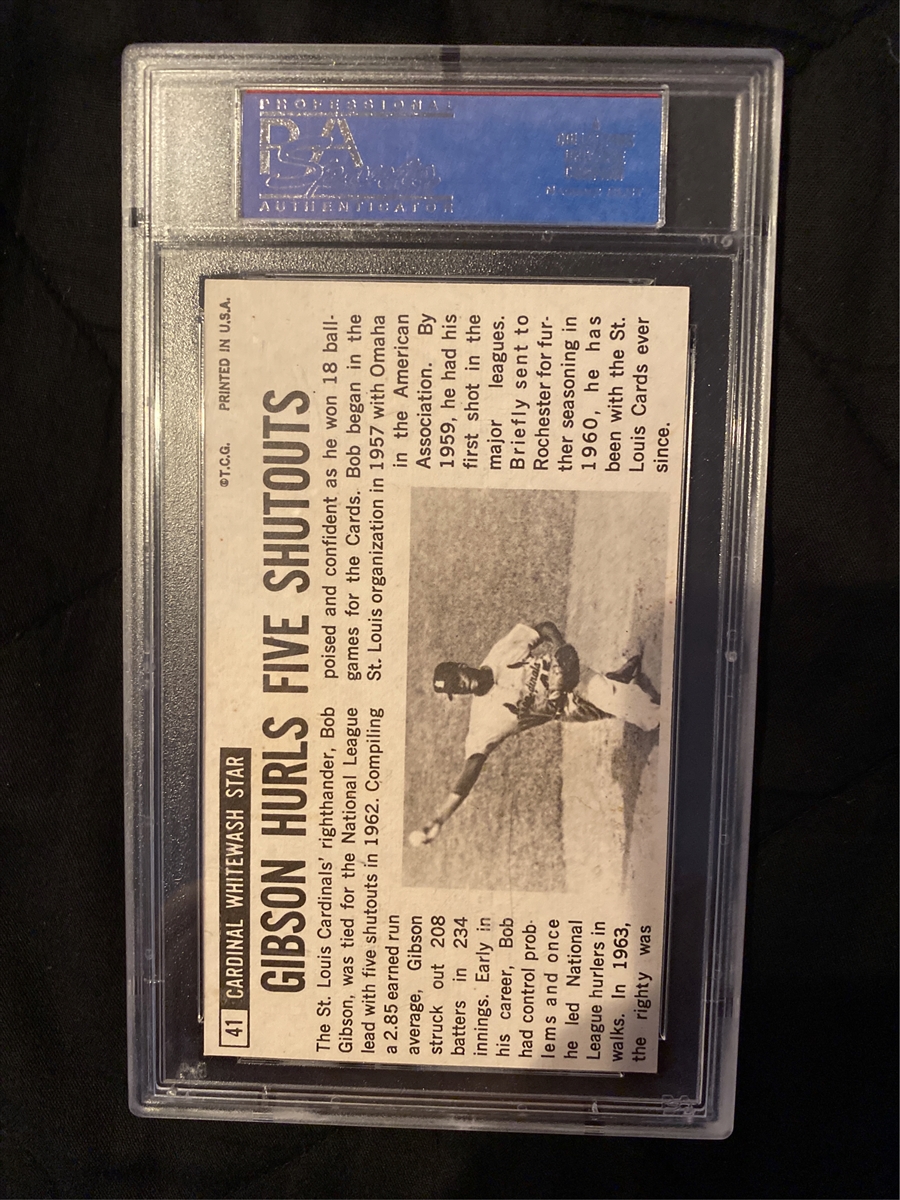 PROFESSIONAL
PSA
Sports
AUTHENTICATOR
41 CARDINAL WHITEWASH STAR
©T.C.G. PRINTED IN U.S.A.
GIBSON HURLS FIVE SHUTOUTS
The St. Louis Cardinals' righthander, Bob
Gibson, was tied for the National League
lead with five shutouts in 1962. Compiling
a 2.85 earned run
average, Gibson
struck out 208
batters in 234
innings. Early in
his career, Bob
had control prob-
lems and once
he led National
League hurlers in
walks. In 1963,
the righty was
poised and confident as he won 18 ball-
games for the Cards. Bob began in the
St. Louis organization in 1957 with Omaha
in the American
Association. By
1959, he had his
first shot in the
major leagues.
Briefly sent to
Rochester for fur-
ther seasoning in
1960, he has
been with the St.
Louis Cards ever
since.
Cardinals